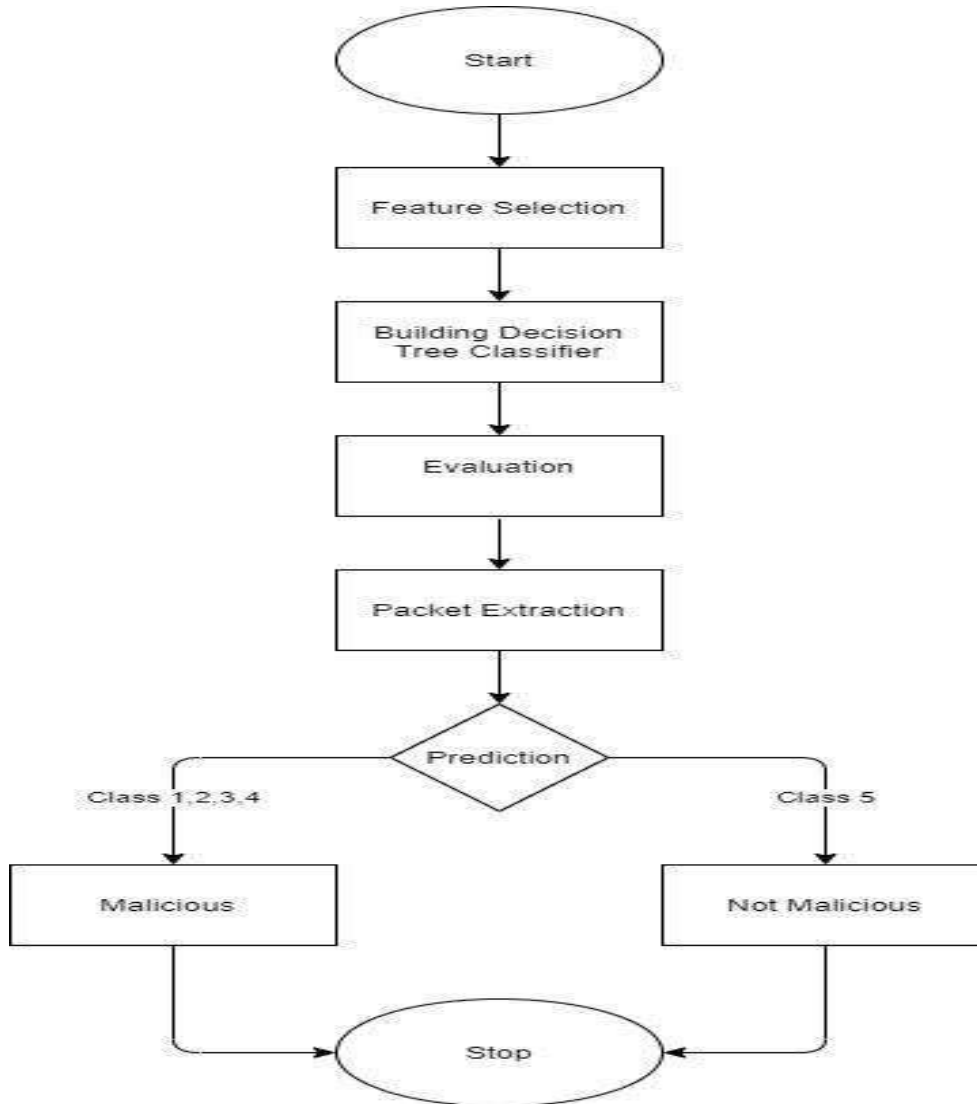 Start
Feature Selection
Building Decision
Tree Classifier
Evaluation
Packet Extraction
Prediction
Class 1,2,3,4
Class 5
Malicious
Not Malicious
Stop